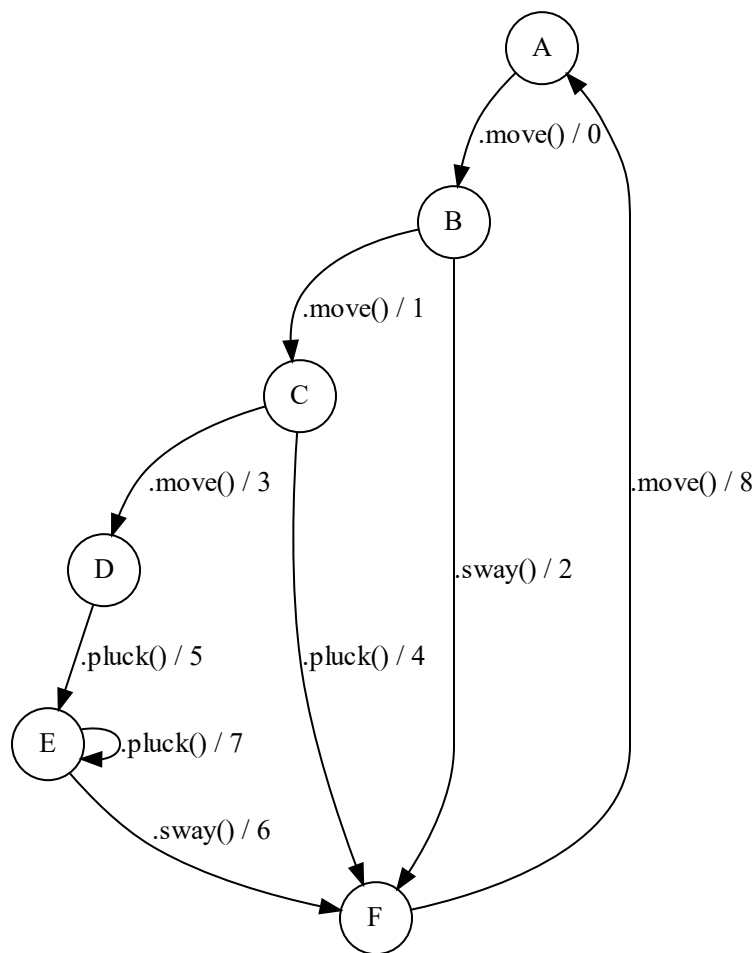 A
.move() / 0
B
.move() / 1
C
.move() / 3
.move() / 8
D
.sway() / 2
.pluck() / 5
.pluck() / 4
E
.pluck() / 7
.sway() / 6
F